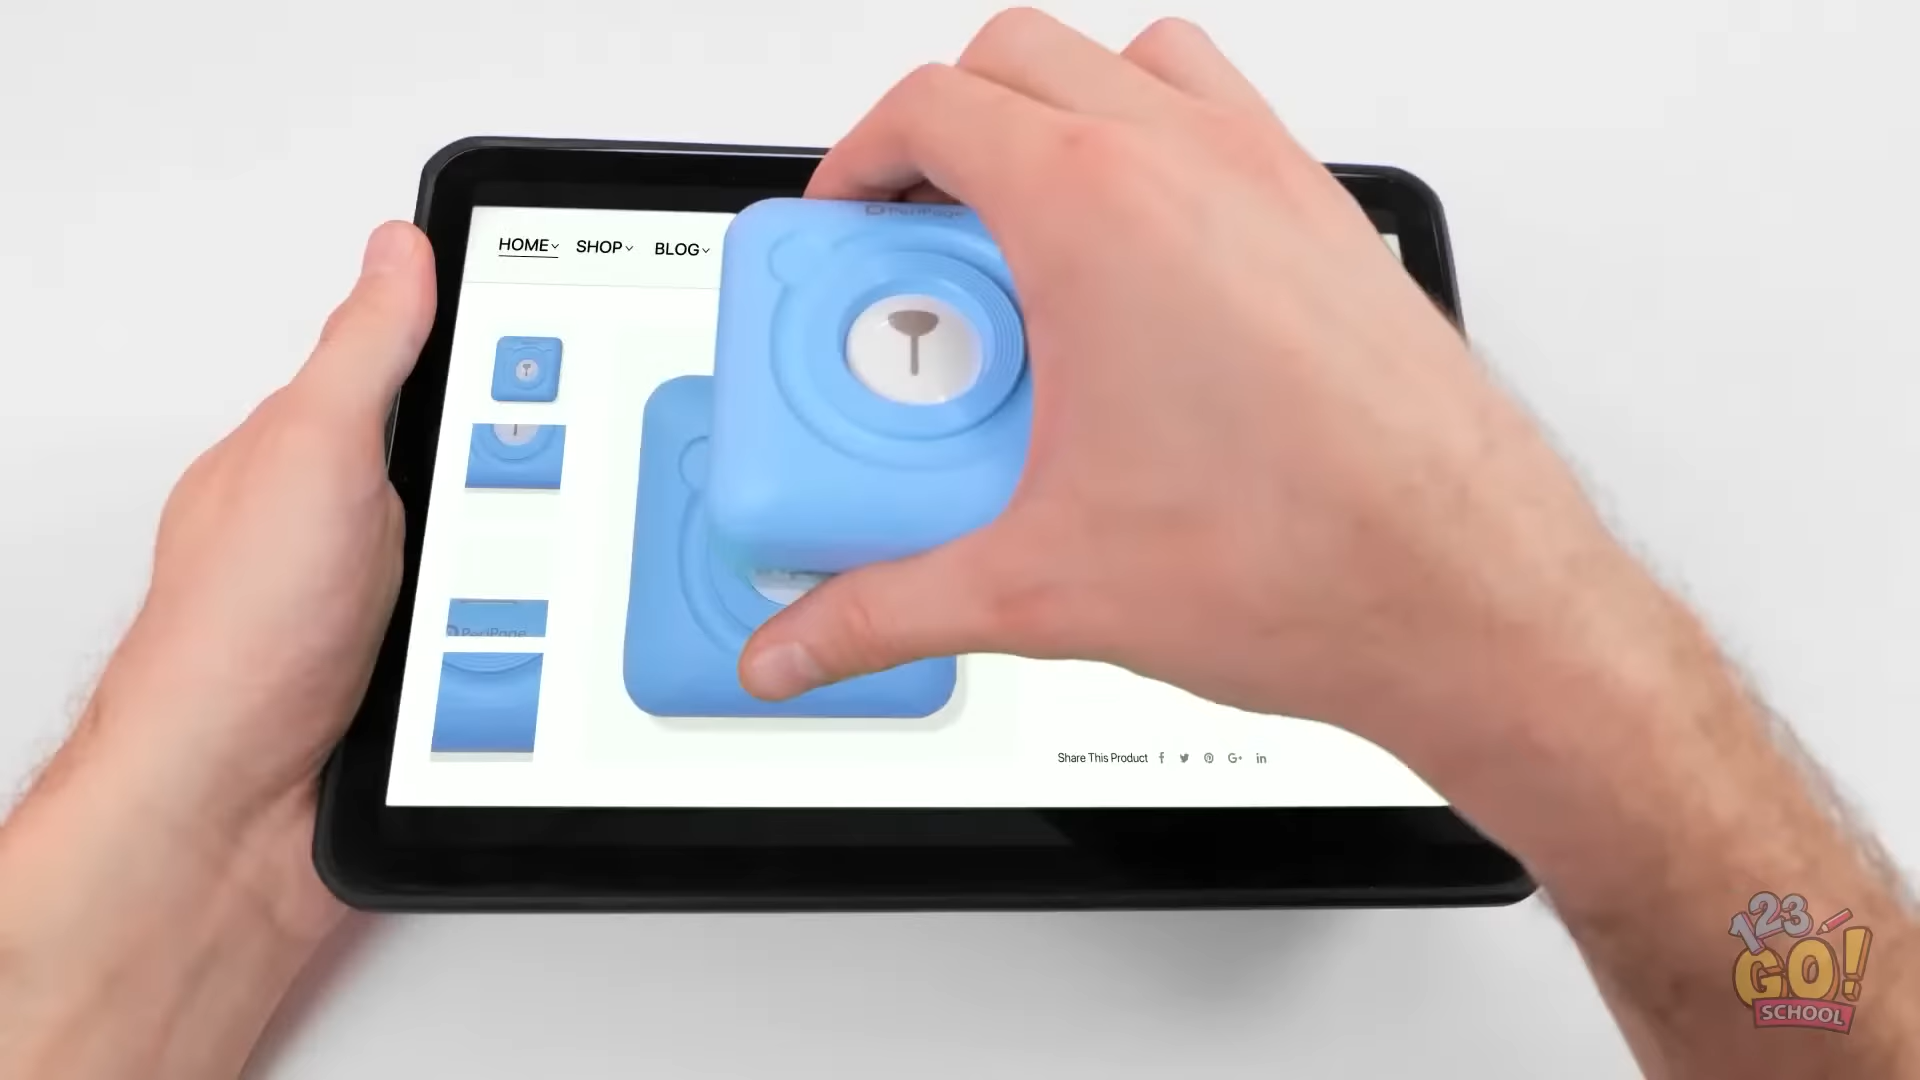 HOME SHOP BLOG
PeriPage
PeriPage
Share This Product
123
GO!
SCHOOL